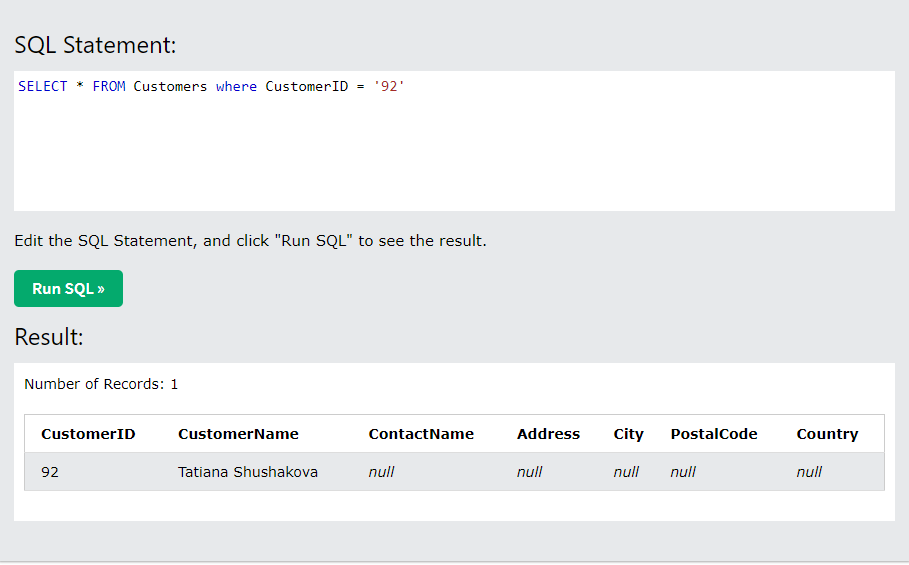 SQL Statement:
SELECT * FROM Customers where CustomerID = '92'
Edit the SQL Statement, and click "Run SQL" to see the result.
Run SQL »
Result:
Number of Records: 1
CustomerID CustomerName ContactName Address City PostalCode Country
92 Tatiana Shushakova null null null null null